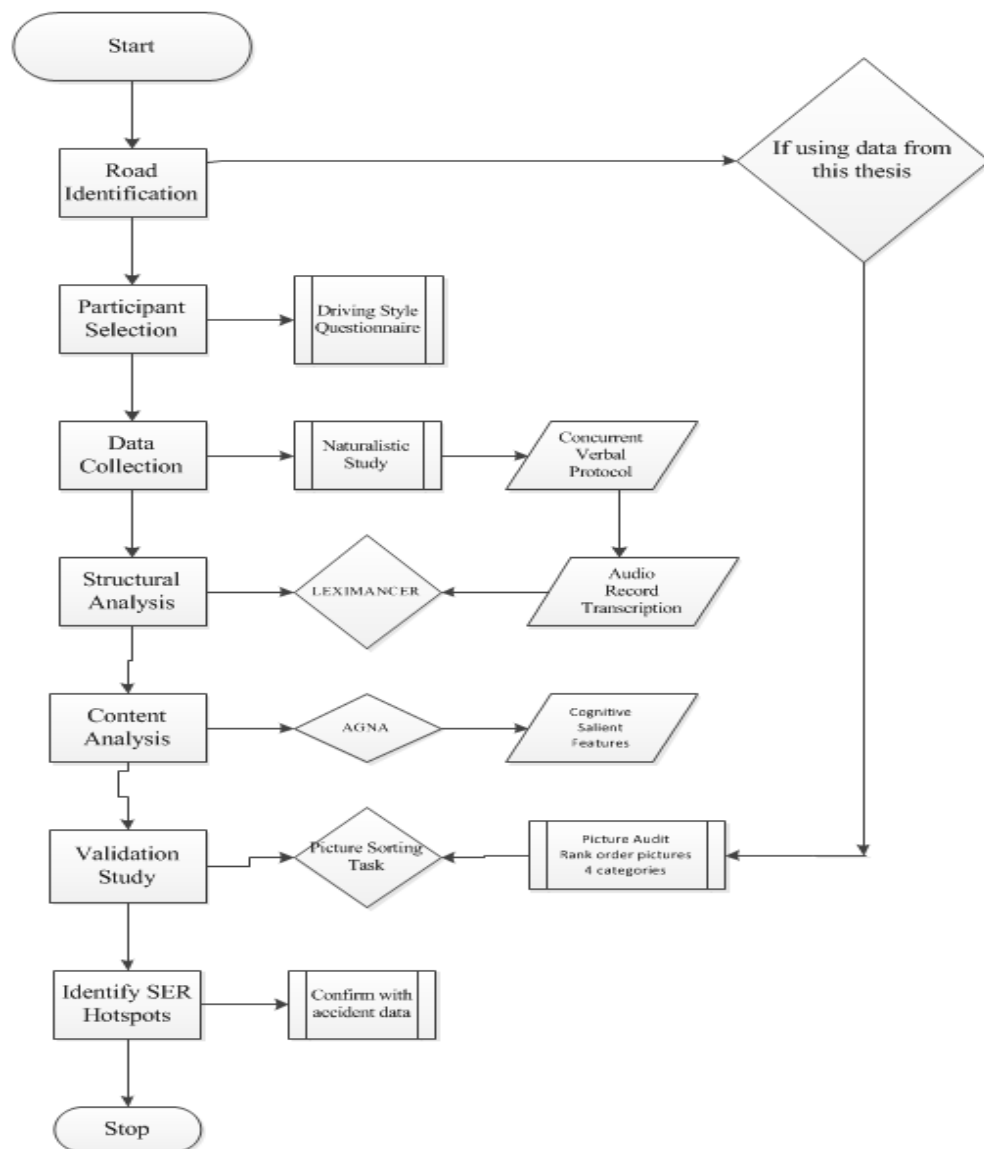 Start
If using data from
this thesis
Road
Identification
Participant
Selection
Driving Style
Questionnaire
Data
Collection
Naturalistic
Study
Concurrent
Verbal
Protocol
Structural
Analysis
LEXIMANCER
Audio
Record
Transcription
Content
Analysis
AGNA
Cognitive
Salient
Features
Validation
Study
Picture Sorting
Task
Picture Audit
Rank order pictures
4 categories
Identify SER
Hotspots
Confirm with
accident data
Stop